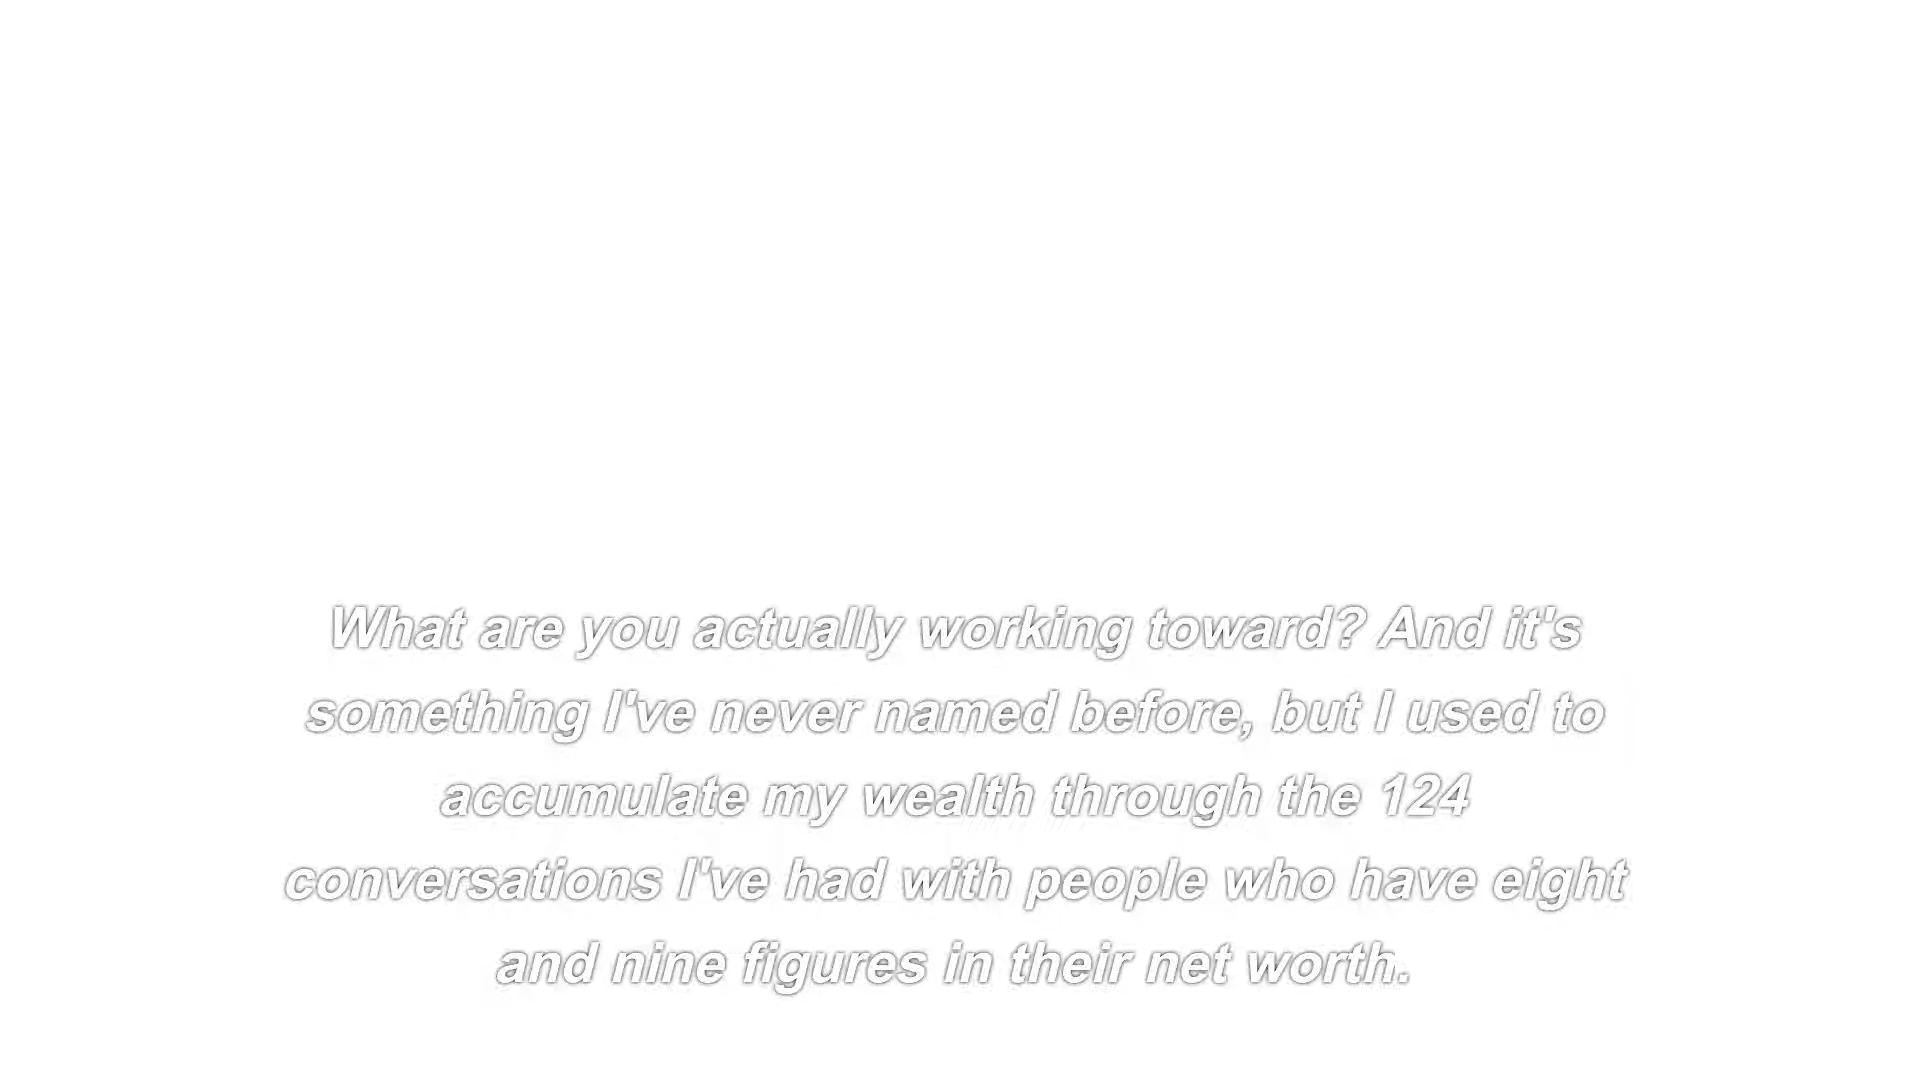 What are you actually working toward? And it's
something I've never named before, but I used to
accumulate my wealth through the 124
conversations I've had with people who have eight
and nine figures in their net worth.